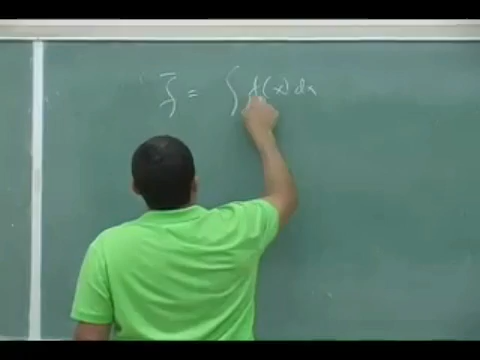 f̄ = ∫ f(x) dx